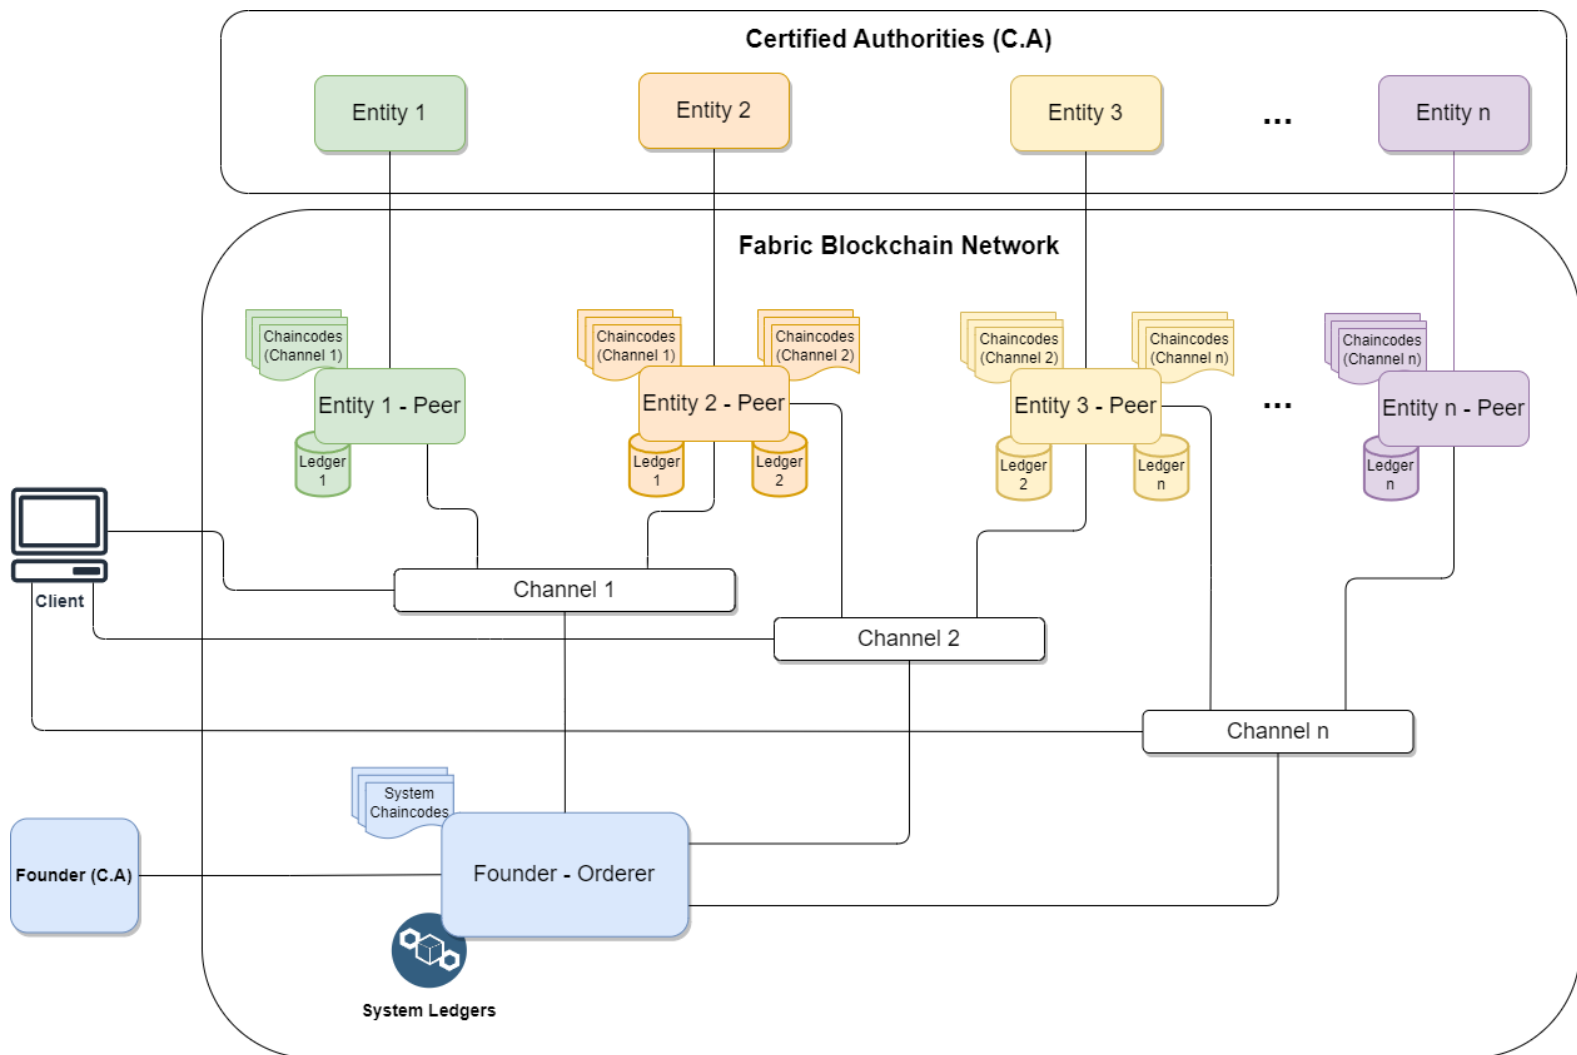 Certified Authorities (C.A)
Entity 1
Entity 2
Entity 3
...
Entity n
Fabric Blockchain Network
Chaincodes
(Channel 1)
Chaincodes
(Channel 1)
Chaincodes
(Channel 2)
Chaincodes
(Channel 2)
Chaincodes
(Channel n)
Chaincodes
(Channel n)
Entity 1 - Peer
Entity 2 - Peer
Entity 3 - Peer
...
Entity n - Peer
Ledger
1
Ledger
1
Ledger
2
Ledger
2
Ledger
n
Ledger
n
Client
Channel 1
Channel 2
Channel n
System
Chaincodes
Founder (C.A)
Founder - Orderer
System Ledgers